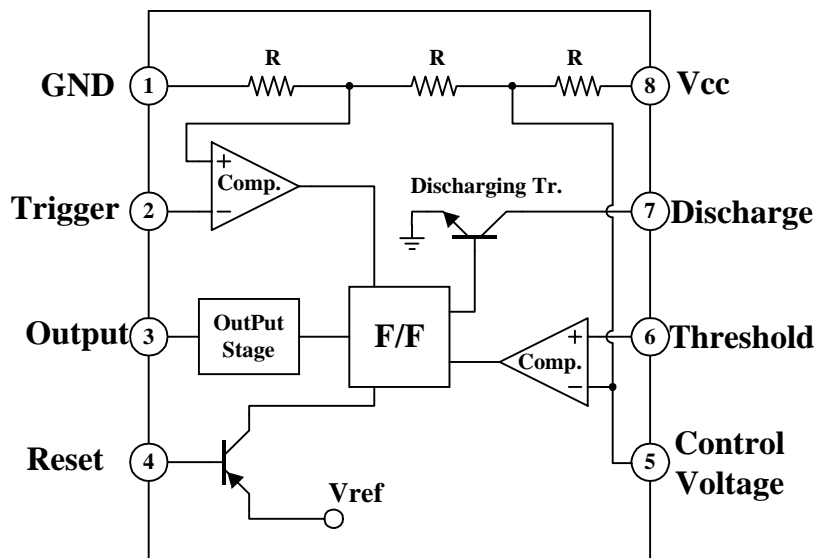 R
R
R
GND
1
8
Vcc
+
Comp.
−
Trigger
2
Discharging Tr.
7
Discharge
Output
3
OutPut
Stage
F/F
+
Comp.
−
6
Threshold
Reset
4
5
Control
Voltage
Vref